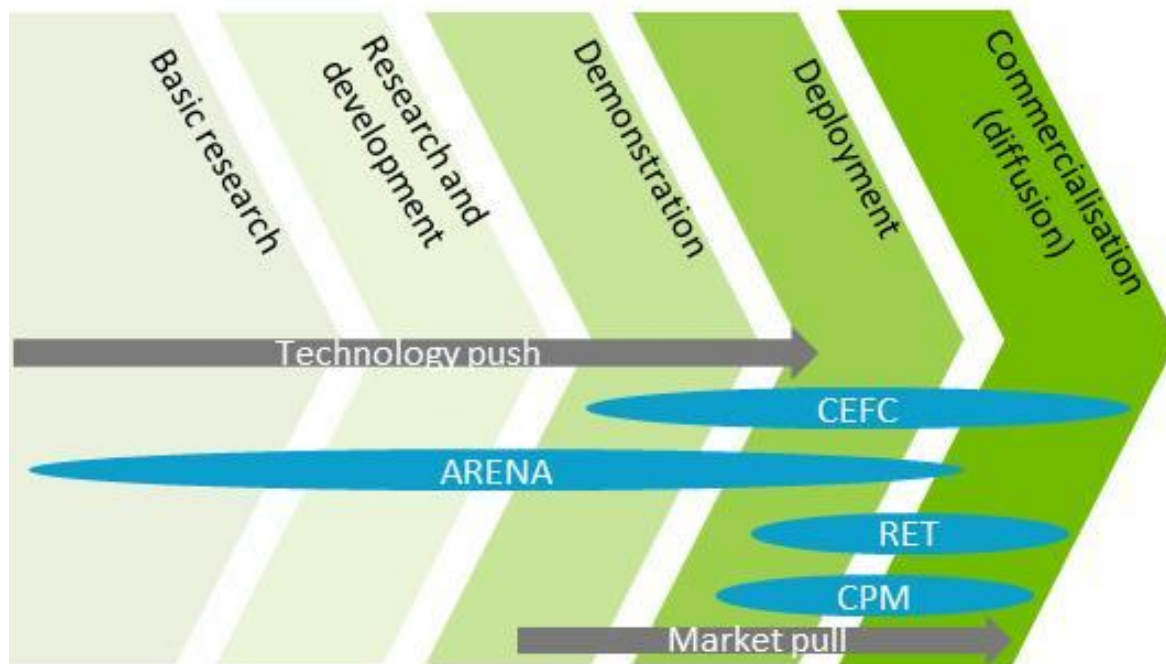 Basic research
Research and
development
Demonstration
Deployment
Commercialisation
(diffusion)
Technology push
CEFC
ARENA
RET
CPM
Market pull